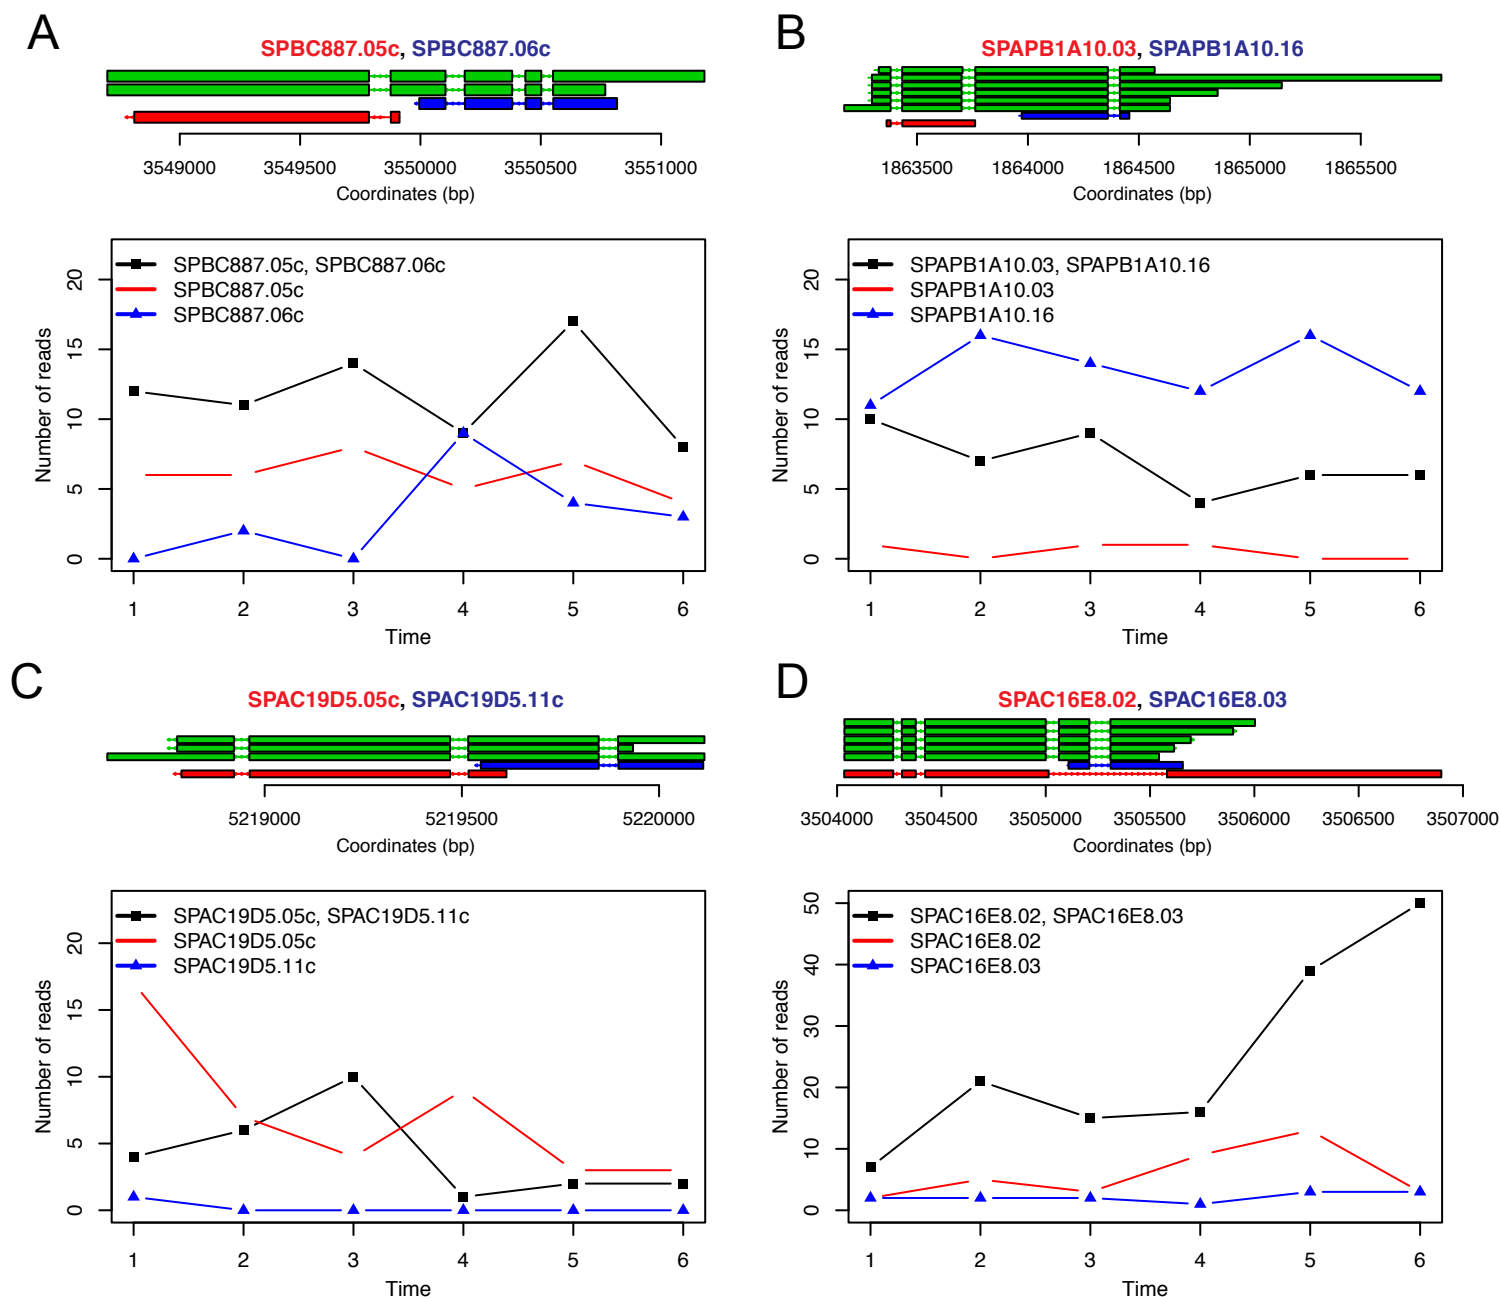 A
SPBC887.05c, SPBC887.06c
3549000 3549500 3550000 3550500 3551000
Coordinates (bp)
SPBC887.05c, SPBC887.06c
SPBC887.05c
SPBC887.06c
Number of reads
0 5 10 15 20
1 2 3 4 5 6
Time
B
SPAPB1A10.03, SPAPB1A10.16
1863500 1864000 1864500 1865000 1865500
Coordinates (bp)
SPAPB1A10.03, SPAPB1A10.16
SPAPB1A10.03
SPAPB1A10.16
Number of reads
0 5 10 15 20
1 2 3 4 5 6
Time
C
SPAC19D5.05c, SPAC19D5.11c
5219000 5219500 5220000
Coordinates (bp)
SPAC19D5.05c, SPAC19D5.11c
SPAC19D5.05c
SPAC19D5.11c
Number of reads
0 5 10 15 20
1 2 3 4 5 6
Time
D
SPAC16E8.02, SPAC16E8.03
3504000 3504500 3505000 3505500 3506000 3506500 3507000
Coordinates (bp)
SPAC16E8.02, SPAC16E8.03
SPAC16E8.02
SPAC16E8.03
Number of reads
0 10 20 30 40 50
1 2 3 4 5 6
Time